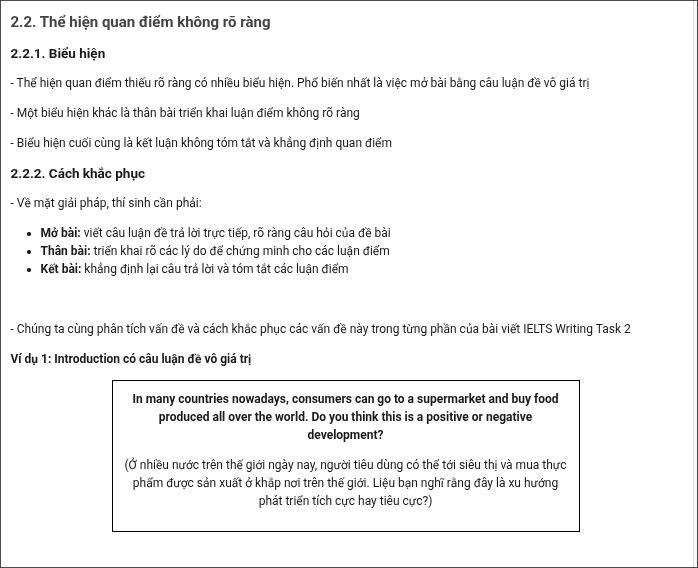 2.2. Thể hiện quan điểm không rõ ràng
2.2.1. Biểu hiện
- Thể hiện quan điểm thiếu rõ ràng có nhiều biểu hiện. Phổ biến nhất là việc mở bài bằng câu luận đề vô giá trị
- Một biểu hiện khác là thân bài triển khai luận điểm không rõ ràng
- Biểu hiện cuối cùng là kết luận không tóm tắt và khẳng định quan điểm
2.2.2. Cách khắc phục
- Về mặt giải pháp, thí sinh cần phải:
• Mở bài: viết câu luận đề trả lời trực tiếp, rõ ràng câu hỏi của đề bài
• Thân bài: triển khai rõ các lý do để chứng minh cho các luận điểm
• Kết bài: khẳng định lại câu trả lời và tóm tắt các luận điểm
- Chúng ta cùng phân tích vấn đề và cách khắc phục các vấn đề này trong từng phần của bài viết IELTS Writing Task 2
Ví dụ 1: Introduction có câu luận đề vô giá trị
In many countries nowadays, consumers can go to a supermarket and buy food
produced all over the world. Do you think this is a positive or negative
development?
(Ở nhiều nước trên thế giới ngày nay, người tiêu dùng có thể tới siêu thị và mua thực
phẩm được sản xuất ở khắp nơi trên thế giới. Liệu bạn nghĩ rằng đây là xu hướng
phát triển tích cực hay tiêu cực?)